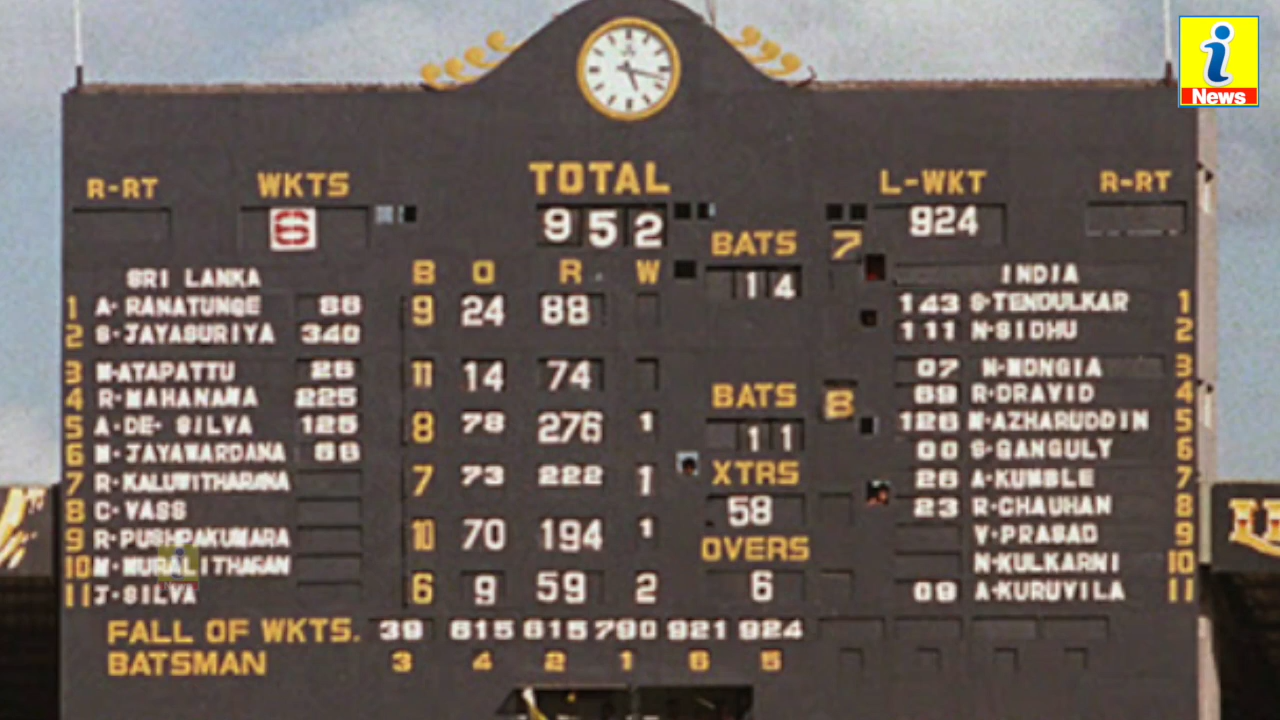 i
News
TOTAL
R-RT WKTS L-WKT R-RT
6 952 924
BATS 7
14
SRI LANKA B O R W INDIA
1 A·RANATUNGE 86 9 24 88 143 S·TENDULKAR 1
2 S·JAYASURIYA 340 111 N·SIDHU 2
3 M·ATAPATTU 26 11 14 74 07 N·MONGIA 3
4 R·MAHANAMA 225 BATS 8 69 R·DRAVID 4
5 A·DE· SILVA 126 8 78 276 1 11 126 M·AZHARUDDIN 5
6 M·JAYAWARDANA 66 00 S·GANGULY 6
7 R·KALUWITHARANA 7 73 222 1 XTRS 26 A·KUMBLE 7
8 C·VASS 58 23 R·CHAUHAN 8
9 R·PUSHPAKUMARA 10 70 194 1 OVERS V·PRASAD 9
10 M·MURALITHARAN N·KULKARNI 10
11 J·SILVA 6 9 59 2 6 09 A·KURUVILA 11
FALL OF WKTS. 39 615 615 790 921 924
BATSMAN 3 4 2 1 6 5